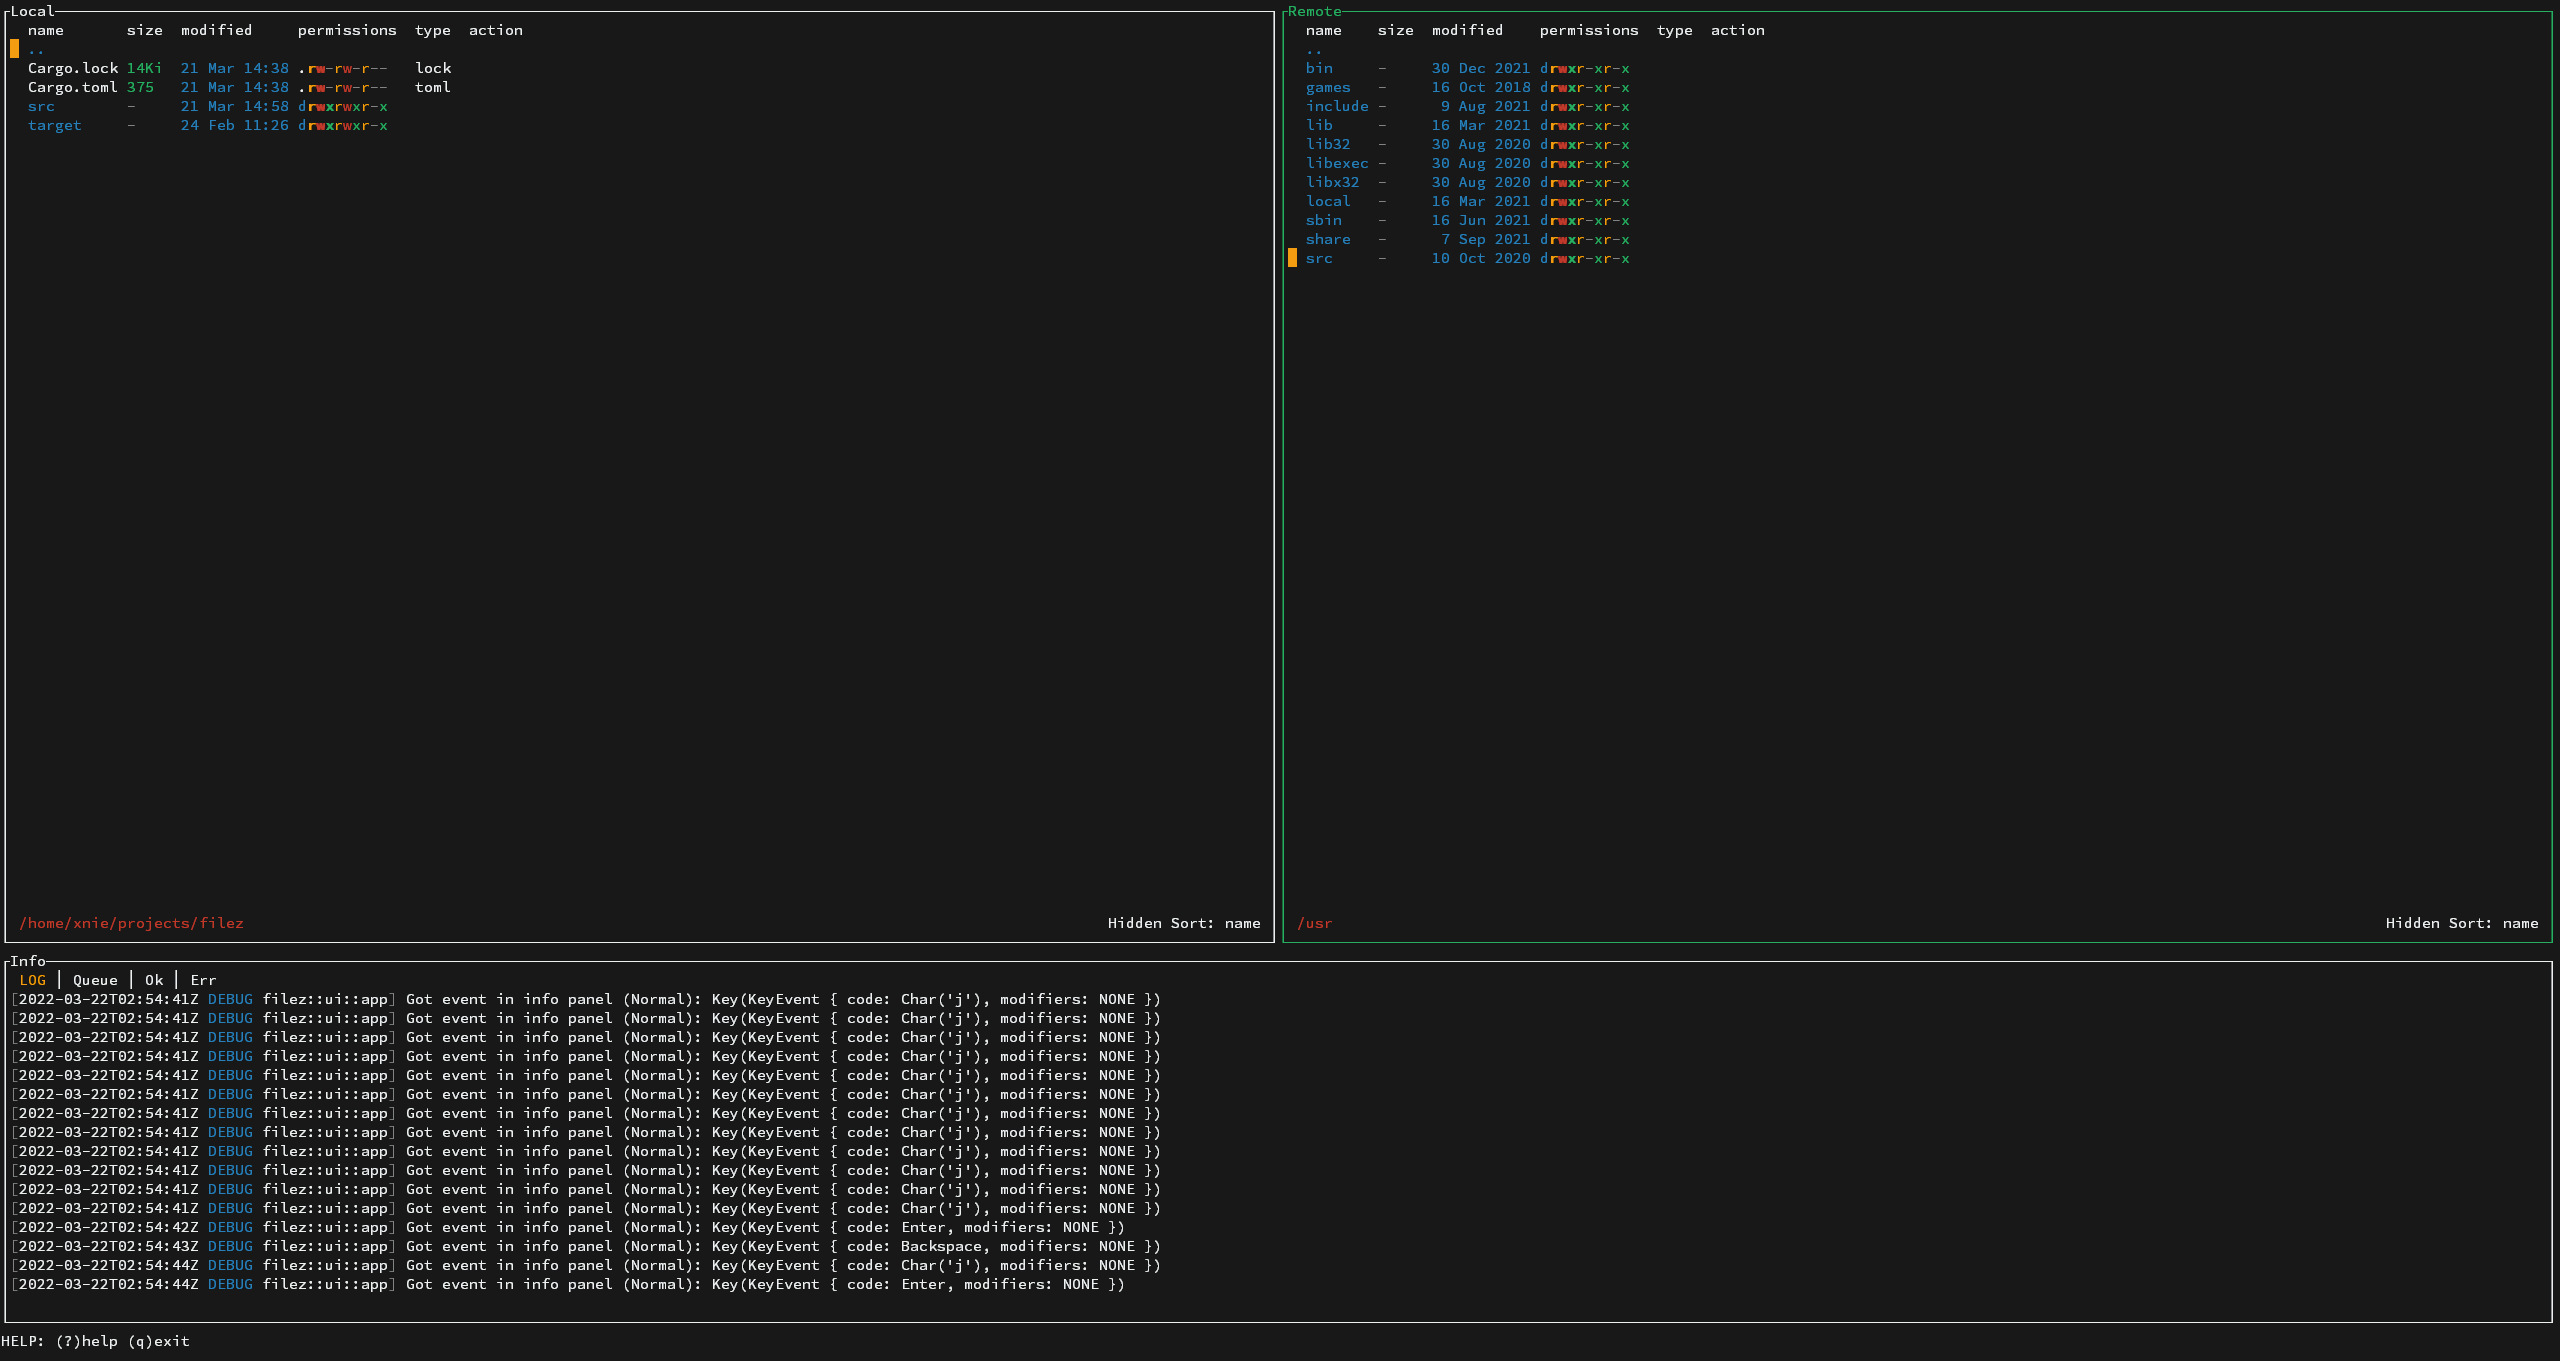 Local
name size modified permissions type action
..
Cargo.lock 14Ki 21 Mar 14:38 .rw-rw-r-- lock
Cargo.toml 375 21 Mar 14:38 .rw-rw-r-- toml
src - 21 Mar 14:58 drwxrwxr-x
target - 24 Feb 11:26 drwxrwxr-x
/home/xnie/projects/filez Hidden Sort: name
Remote
name size modified permissions type action
..
bin - 30 Dec 2021 drwxr-xr-x
games - 16 Oct 2018 drwxr-xr-x
include - 9 Aug 2021 drwxr-xr-x
lib - 16 Mar 2021 drwxr-xr-x
lib32 - 30 Aug 2020 drwxr-xr-x
libexec - 30 Aug 2020 drwxr-xr-x
libx32 - 30 Aug 2020 drwxr-xr-x
local - 16 Mar 2021 drwxr-xr-x
sbin - 16 Jun 2021 drwxr-xr-x
share - 7 Sep 2021 drwxr-xr-x
src - 10 Oct 2020 drwxr-xr-x
/usr Hidden Sort: name
Info
LOG │ Queue │ Ok │ Err
[2022-03-22T02:54:41Z DEBUG filez::ui::app] Got event in info panel (Normal): Key(KeyEvent { code: Char('j'), modifiers: NONE })
[2022-03-22T02:54:41Z DEBUG filez::ui::app] Got event in info panel (Normal): Key(KeyEvent { code: Char('j'), modifiers: NONE })
[2022-03-22T02:54:41Z DEBUG filez::ui::app] Got event in info panel (Normal): Key(KeyEvent { code: Char('j'), modifiers: NONE })
[2022-03-22T02:54:41Z DEBUG filez::ui::app] Got event in info panel (Normal): Key(KeyEvent { code: Char('j'), modifiers: NONE })
[2022-03-22T02:54:41Z DEBUG filez::ui::app] Got event in info panel (Normal): Key(KeyEvent { code: Char('j'), modifiers: NONE })
[2022-03-22T02:54:41Z DEBUG filez::ui::app] Got event in info panel (Normal): Key(KeyEvent { code: Char('j'), modifiers: NONE })
[2022-03-22T02:54:41Z DEBUG filez::ui::app] Got event in info panel (Normal): Key(KeyEvent { code: Char('j'), modifiers: NONE })
[2022-03-22T02:54:41Z DEBUG filez::ui::app] Got event in info panel (Normal): Key(KeyEvent { code: Char('j'), modifiers: NONE })
[2022-03-22T02:54:41Z DEBUG filez::ui::app] Got event in info panel (Normal): Key(KeyEvent { code: Char('j'), modifiers: NONE })
[2022-03-22T02:54:41Z DEBUG filez::ui::app] Got event in info panel (Normal): Key(KeyEvent { code: Char('j'), modifiers: NONE })
[2022-03-22T02:54:41Z DEBUG filez::ui::app] Got event in info panel (Normal): Key(KeyEvent { code: Char('j'), modifiers: NONE })
[2022-03-22T02:54:41Z DEBUG filez::ui::app] Got event in info panel (Normal): Key(KeyEvent { code: Char('j'), modifiers: NONE })
[2022-03-22T02:54:42Z DEBUG filez::ui::app] Got event in info panel (Normal): Key(KeyEvent { code: Enter, modifiers: NONE })
[2022-03-22T02:54:43Z DEBUG filez::ui::app] Got event in info panel (Normal): Key(KeyEvent { code: Backspace, modifiers: NONE })
[2022-03-22T02:54:44Z DEBUG filez::ui::app] Got event in info panel (Normal): Key(KeyEvent { code: Char('j'), modifiers: NONE })
[2022-03-22T02:54:44Z DEBUG filez::ui::app] Got event in info panel (Normal): Key(KeyEvent { code: Enter, modifiers: NONE })
HELP: (?)help (q)exit